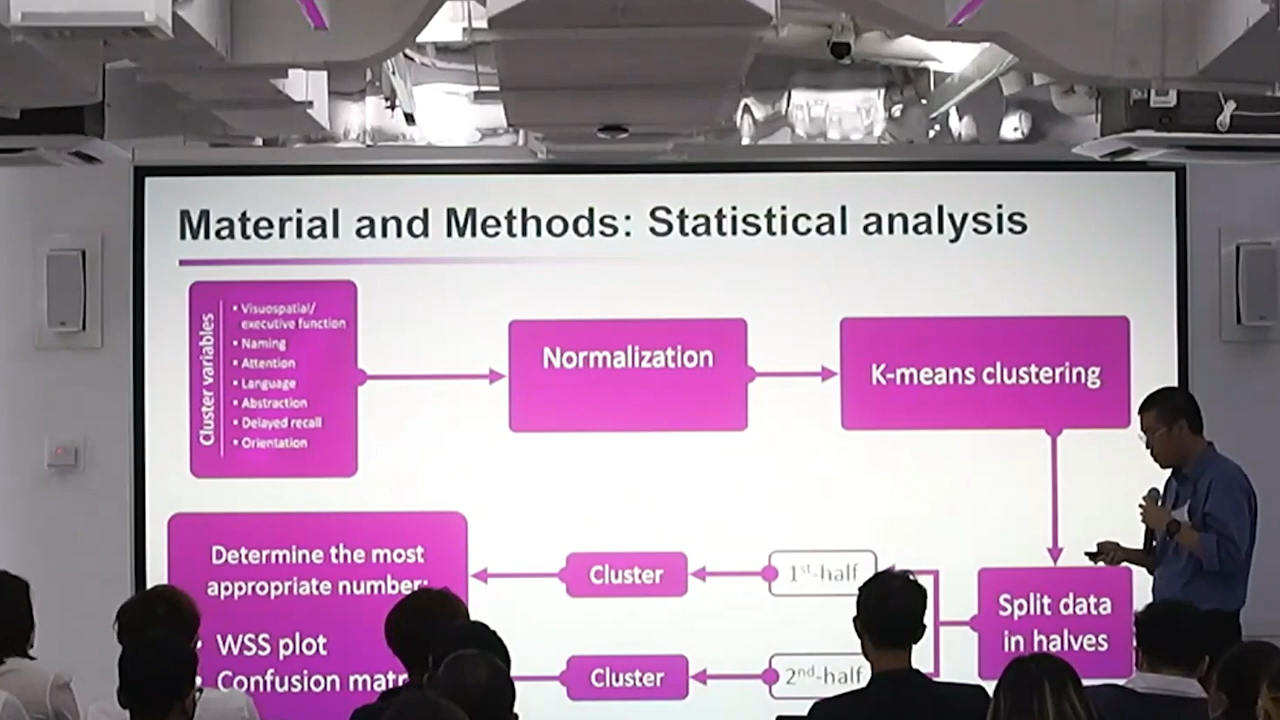 Material and Methods: Statistical analysis
Cluster variables
▪ Visuospatial/
executive function
▪ Naming
▪ Attention
▪ Language
▪ Abstraction
▪ Delayed recall
▪ Orientation
Normalization
K-means clustering
Split data
in halves
1st-half
Cluster
2nd-half
Cluster
Determine the most
appropriate number:
• WSS plot
• Confusion matr